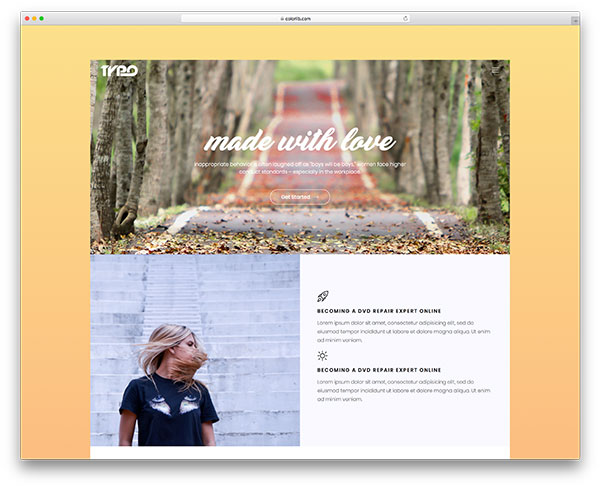 colorlib.com
TYPO
made with love
Inappropriate behavior is often laughed off as "boys will be boys," women face higher
conduct standards – especially in the workplace.
Get Started
BECOMING A DVD REPAIR EXPERT ONLINE
Lorem ipsum dolor sit amet, consectetur adipisicing elit, sed do
eiusmod tempor incididunt ut labore et dolore magna aliqua. Ut enim
ad minim veniam.
BECOMING A DVD REPAIR EXPERT ONLINE
Lorem ipsum dolor sit amet, consectetur adipisicing elit, sed do
eiusmod tempor incididunt ut labore et dolore magna aliqua. Ut enim
ad minim veniam.